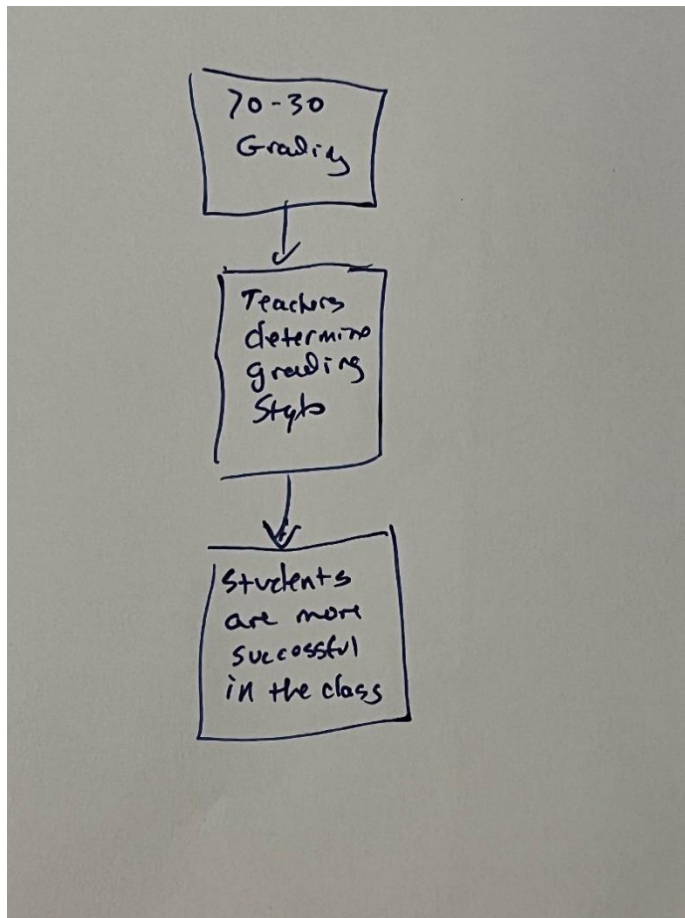 70-30
Grading
Teachers
determine
grading
Style
Students
are more
successful
in the class